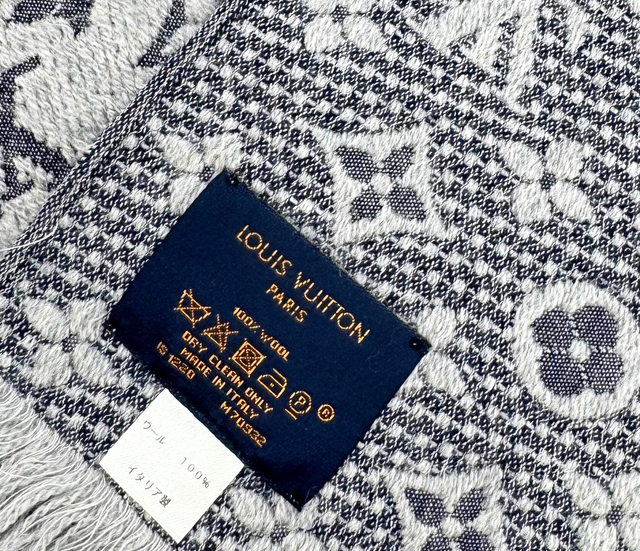 LOUIS VUITTON
PARIS
100% WOOL
DRY CLEAN ONLY
MADE IN ITALY
IS 1220 M70932
ウール 100%
イタリア製